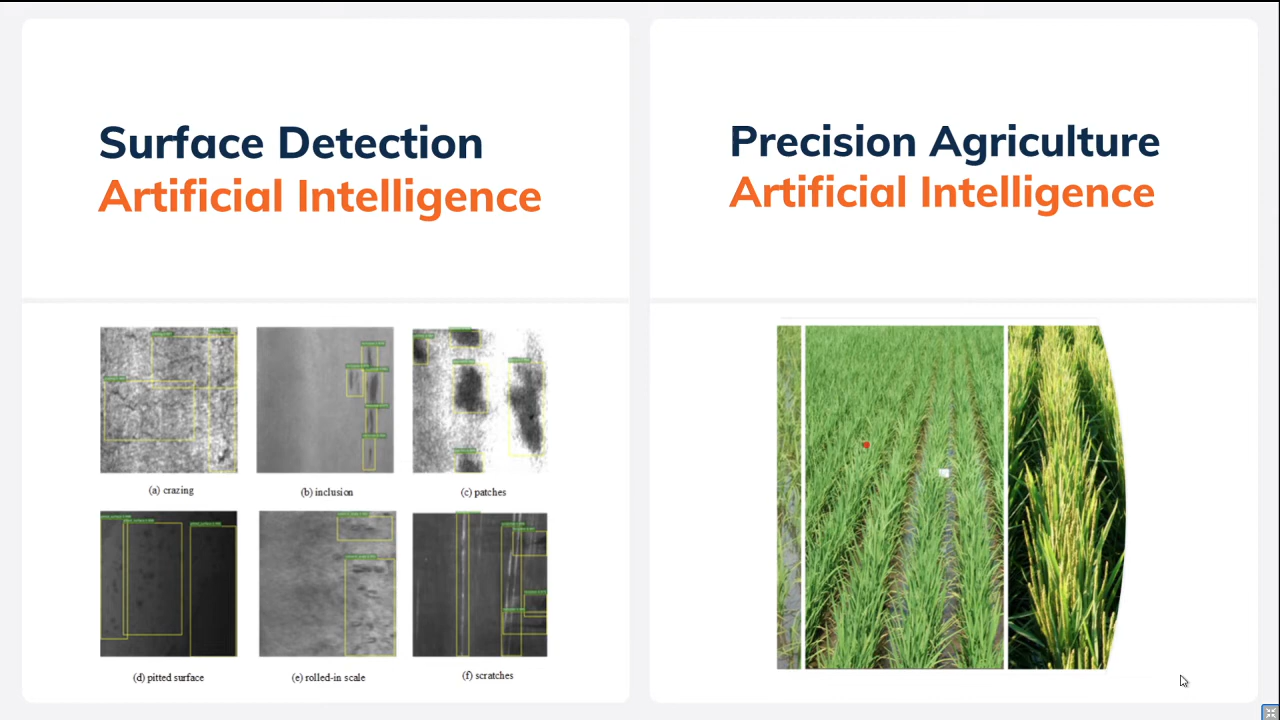 Surface Detection
Artificial Intelligence
(a) crazing
(b) inclusion
(c) patches
(d) pitted surface
(e) rolled-in scale
(f) scratches
Precision Agriculture
Artificial Intelligence